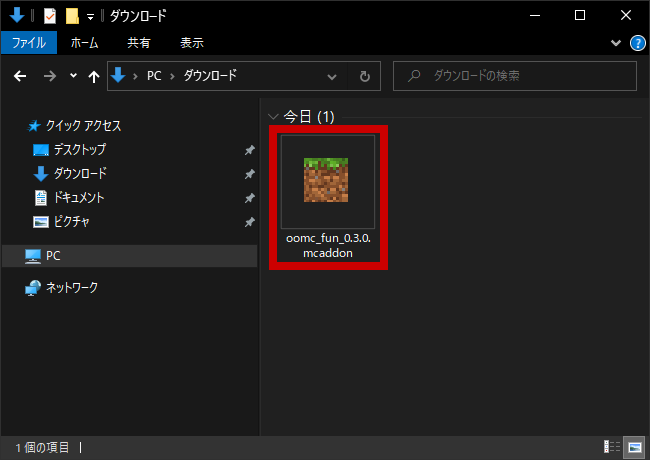 ダウンロード
ファイル ホーム 共有 表示
PC ダウンロード ダウンロードの検索
クイック アクセス
デスクトップ
ダウンロード
ドキュメント
ピクチャ
PC
ネットワーク
今日 (1)
oomc_fun_0.3.0.
mcaddon
1 個の項目